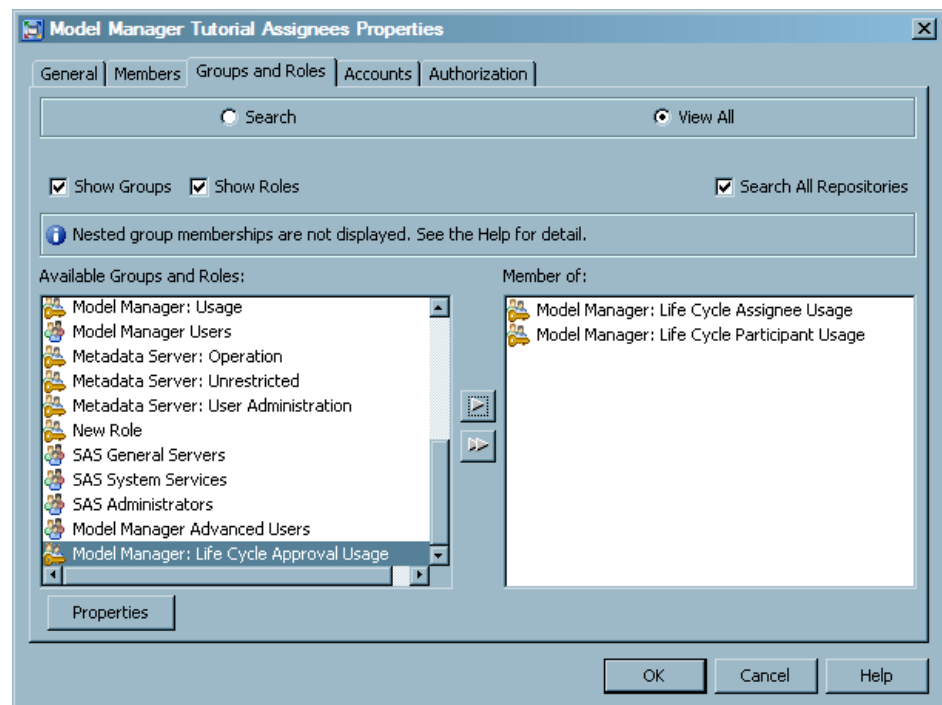 Model Manager Tutorial Assignees Properties
General Members Groups and Roles Accounts Authorization
Search View All
Show Groups Show Roles Search All Repositories
Nested group memberships are not displayed. See the Help for detail.
Available Groups and Roles:
Model Manager: Usage
Model Manager Users
Metadata Server: Operation
Metadata Server: Unrestricted
Metadata Server: User Administration
New Role
SAS General Servers
SAS System Services
SAS Administrators
Model Manager Advanced Users
Model Manager: Life Cycle Approval Usage
Member of:
Model Manager: Life Cycle Assignee Usage
Model Manager: Life Cycle Participant Usage
Properties
OK Cancel Help